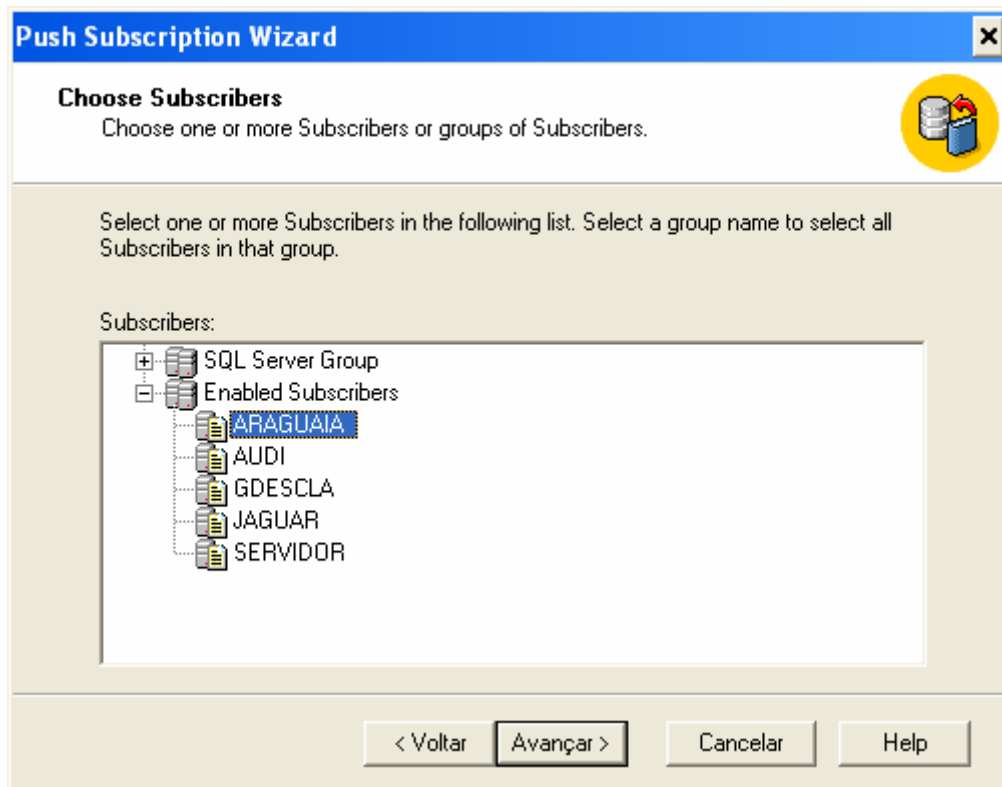 Push Subscription Wizard
Choose Subscribers
Choose one or more Subscribers or groups of Subscribers.
Select one or more Subscribers in the following list. Select a group name to select all
Subscribers in that group.
Subscribers:
SQL Server Group
Enabled Subscribers
ARAGUAIA
AUDI
GDESCLA
JAGUAR
SERVIDOR
< Voltar
Avançar >
Cancelar
Help